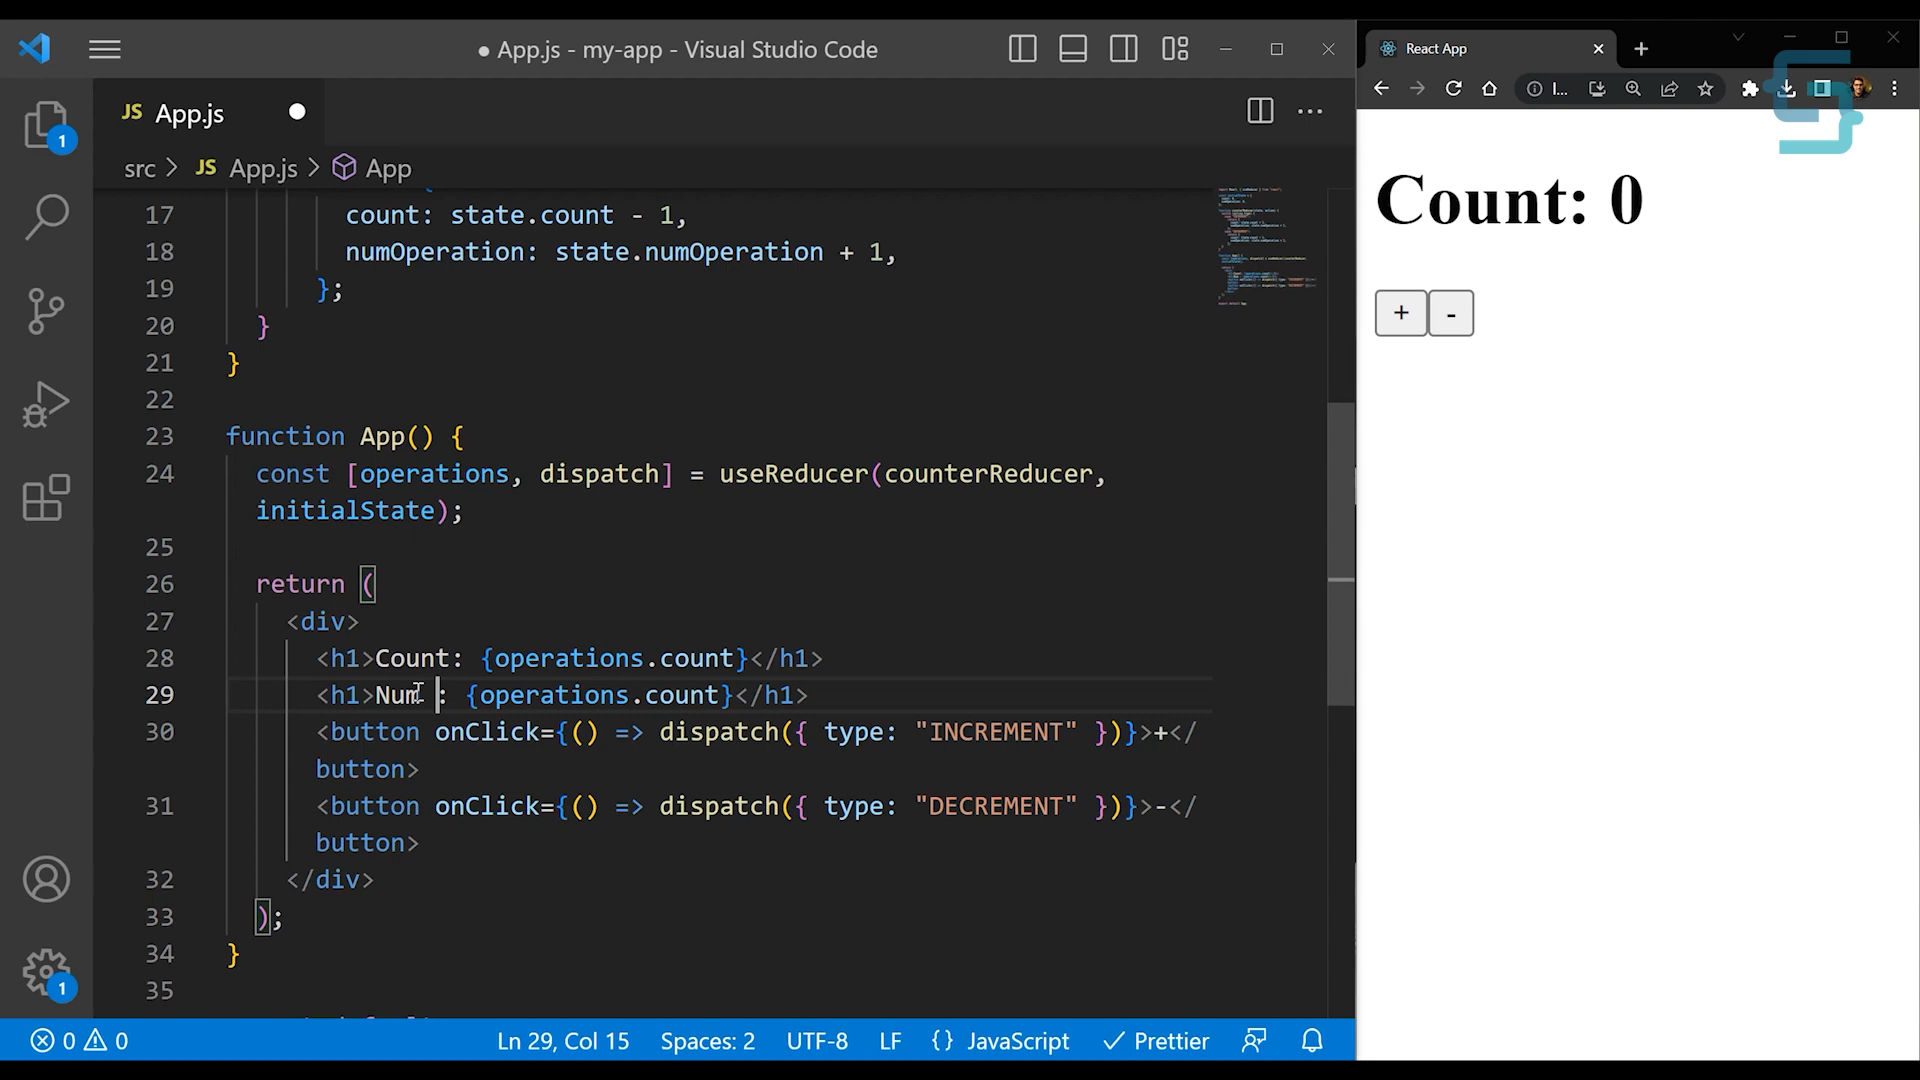 ● App.js - my-app - Visual Studio Code
JS App.js
src > JS App.js > App
17 count: state.count - 1,
18 numOperation: state.numOperation + 1,
19 };
20 }
21 }
22
23 function App() {
24 const [operations, dispatch] = useReducer(counterReducer,
initialState);
25
26 return (
27 <div>
28 <h1>Count: {operations.count}</h1>
29 <h1>Num : {operations.count}</h1>
30 <button onClick={() => dispatch({ type: "INCREMENT" })}>+</
button>
31 <button onClick={() => dispatch({ type: "DECREMENT" })}>-</
button>
32 </div>
33 );
34 }
35
1
1
0 0
Ln 29, Col 15
Spaces: 2
UTF-8
LF
{ } JavaScript
Prettier
React App
Count: 0
+ -